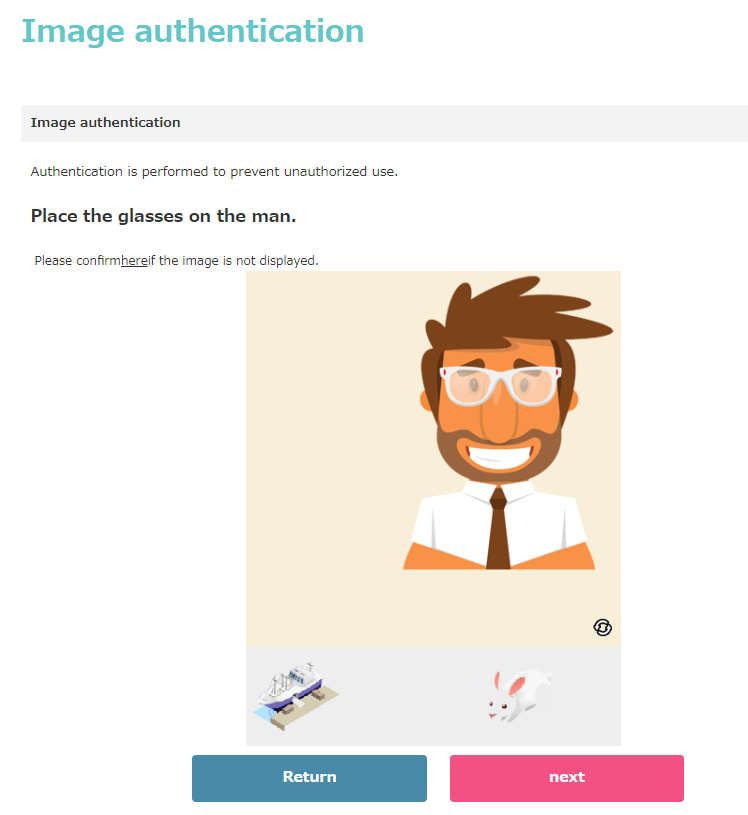 Image authentication
Image authentication
Authentication is performed to prevent unauthorized use.
Place the glasses on the man.
Please confirmhereif the image is not displayed.
Return
next